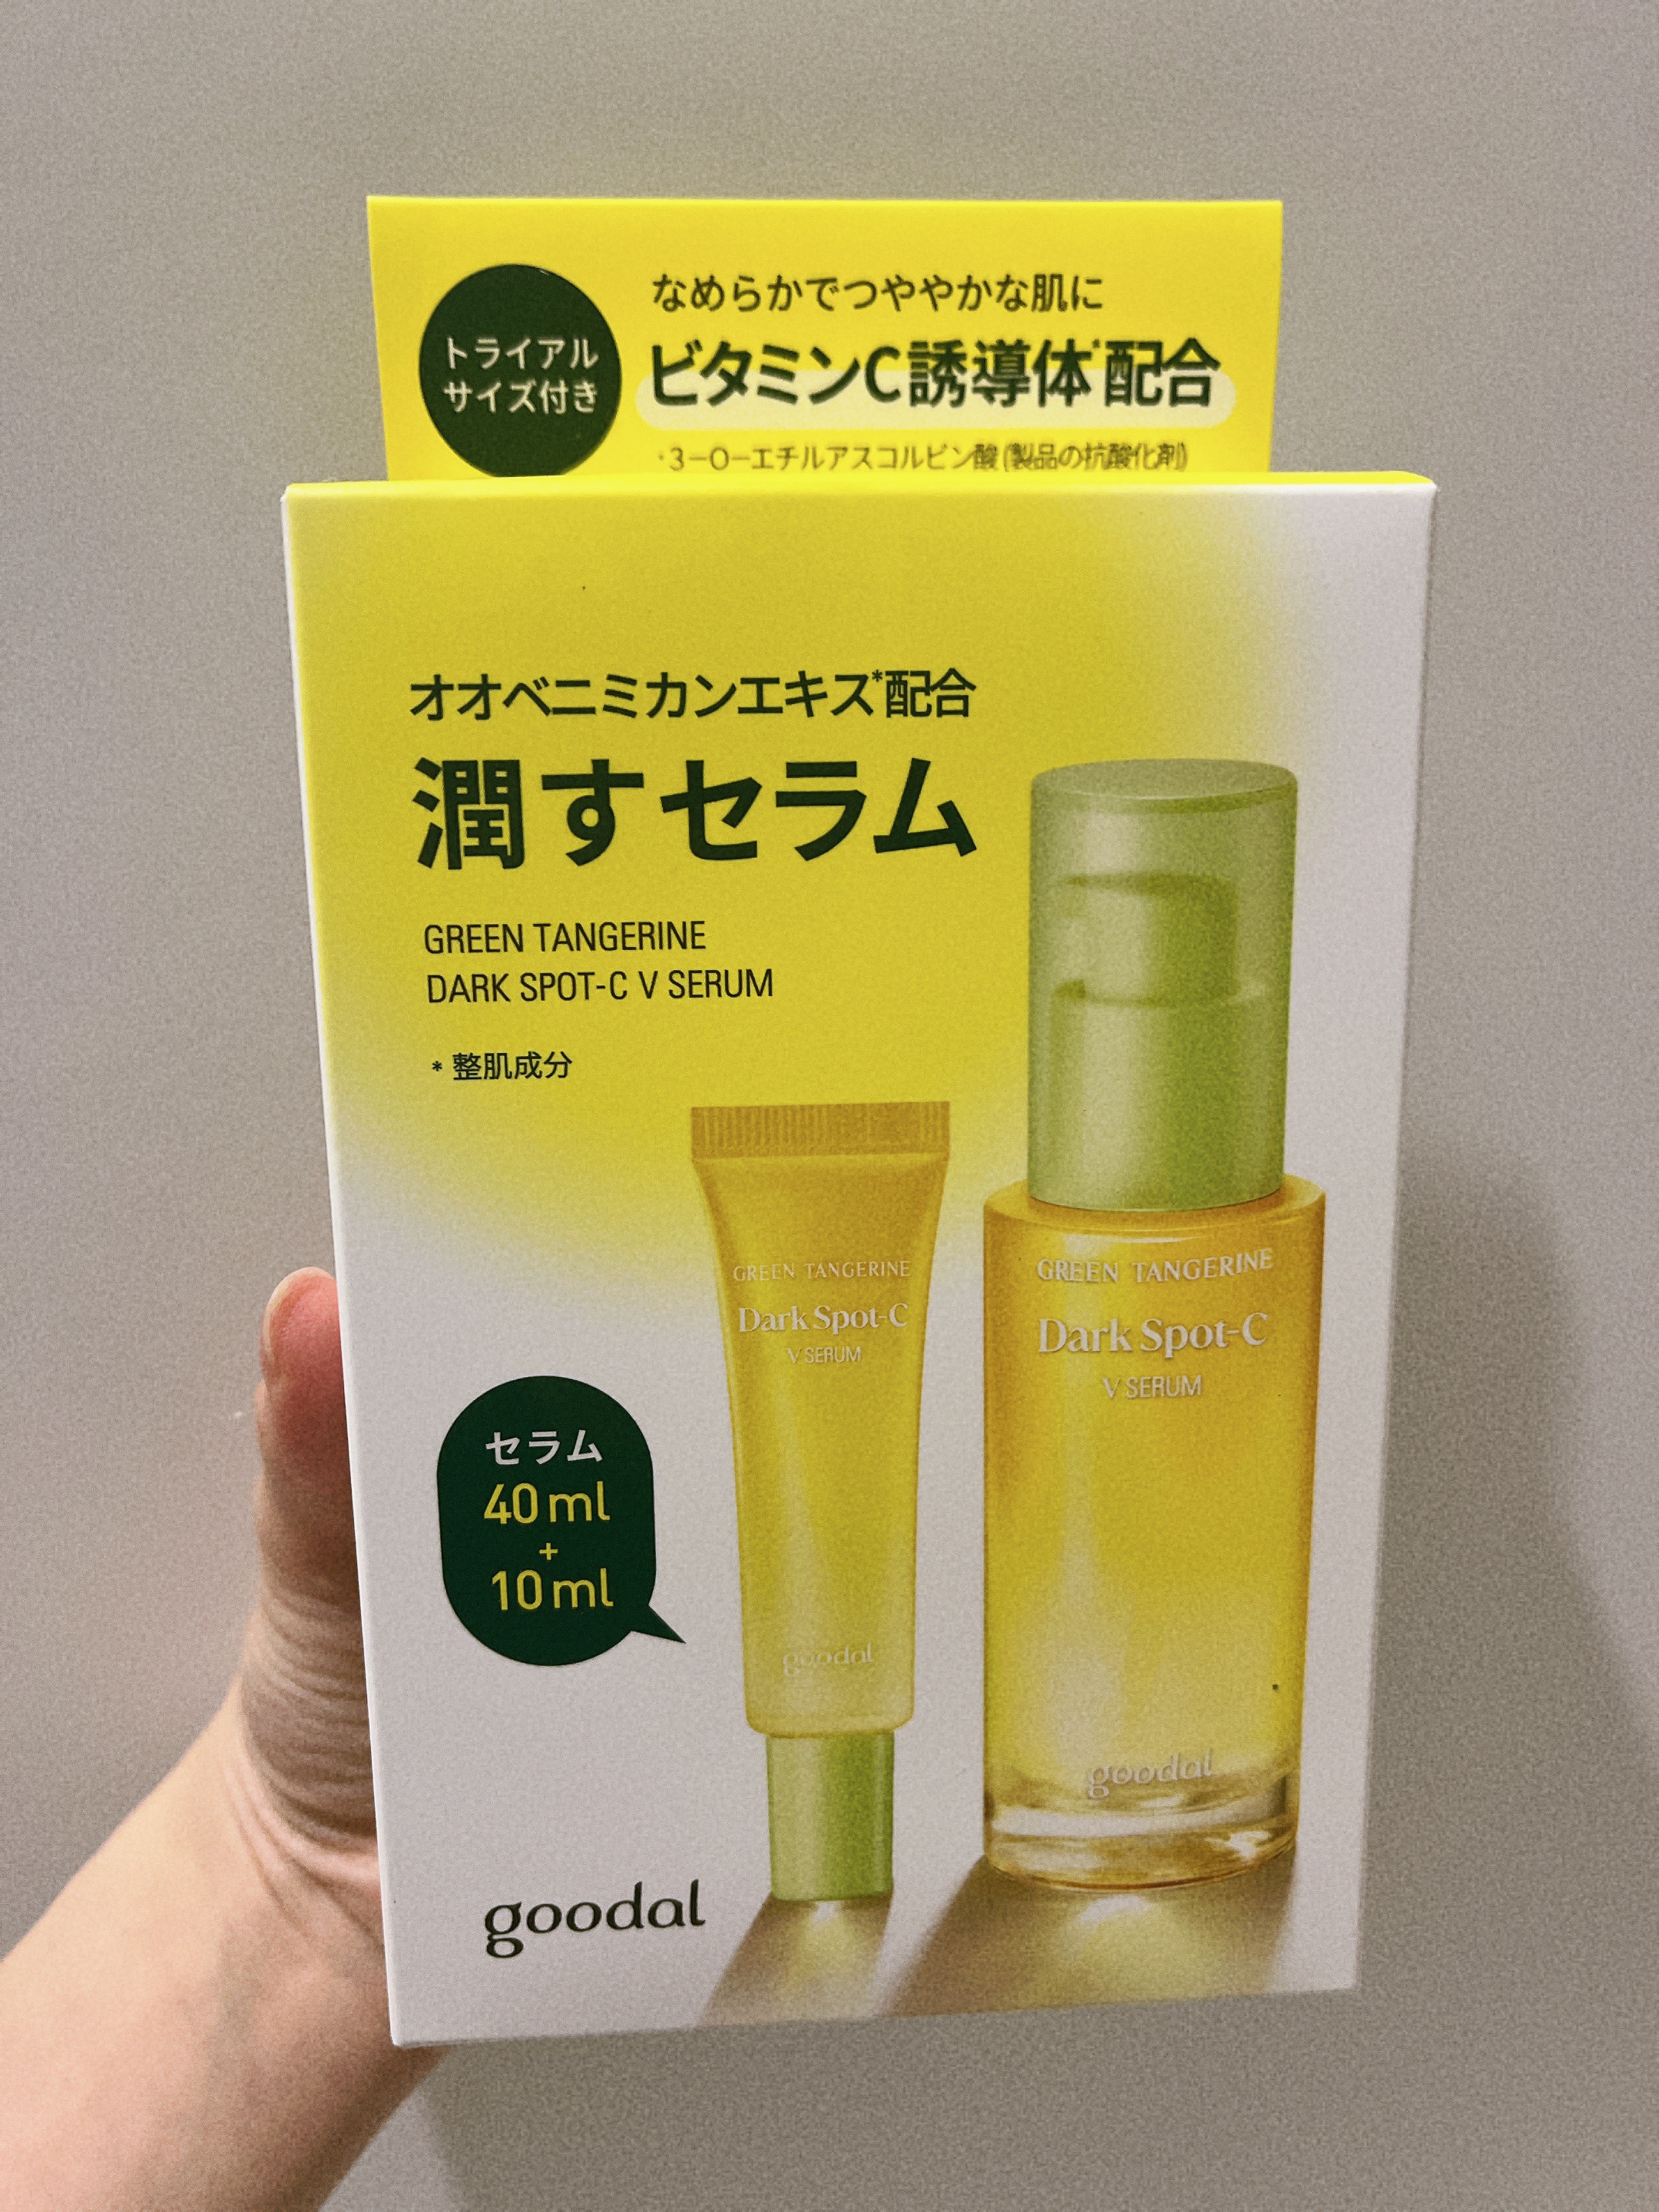 トライアル
サイズ付き
なめらかでつややかな肌に
ビタミンC誘導体*配合
*3-O-エチルアスコルビン酸(製品の抗酸化剤)
オオベニミカンエキス*配合
潤すセラム
GREEN TANGERINE
DARK SPOT-C V SERUM
* 整肌成分
GREEN TANGERINE
Dark Spot-C
V SERUM
goodal
GREEN TANGERINE
Dark Spot-C
V SERUM
goodal
セラム
40ml
+
10ml
goodal